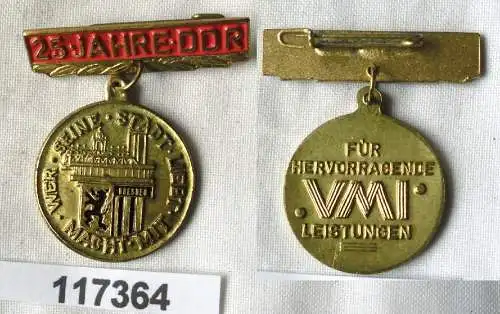 25 JAHRE DDR
WER · SEINE · STADT · LIEBT · MACHT · MIT ·
DRESDEN
FÜR
HERVORRAGENDE
VMI
LEISTUNGEN
117364